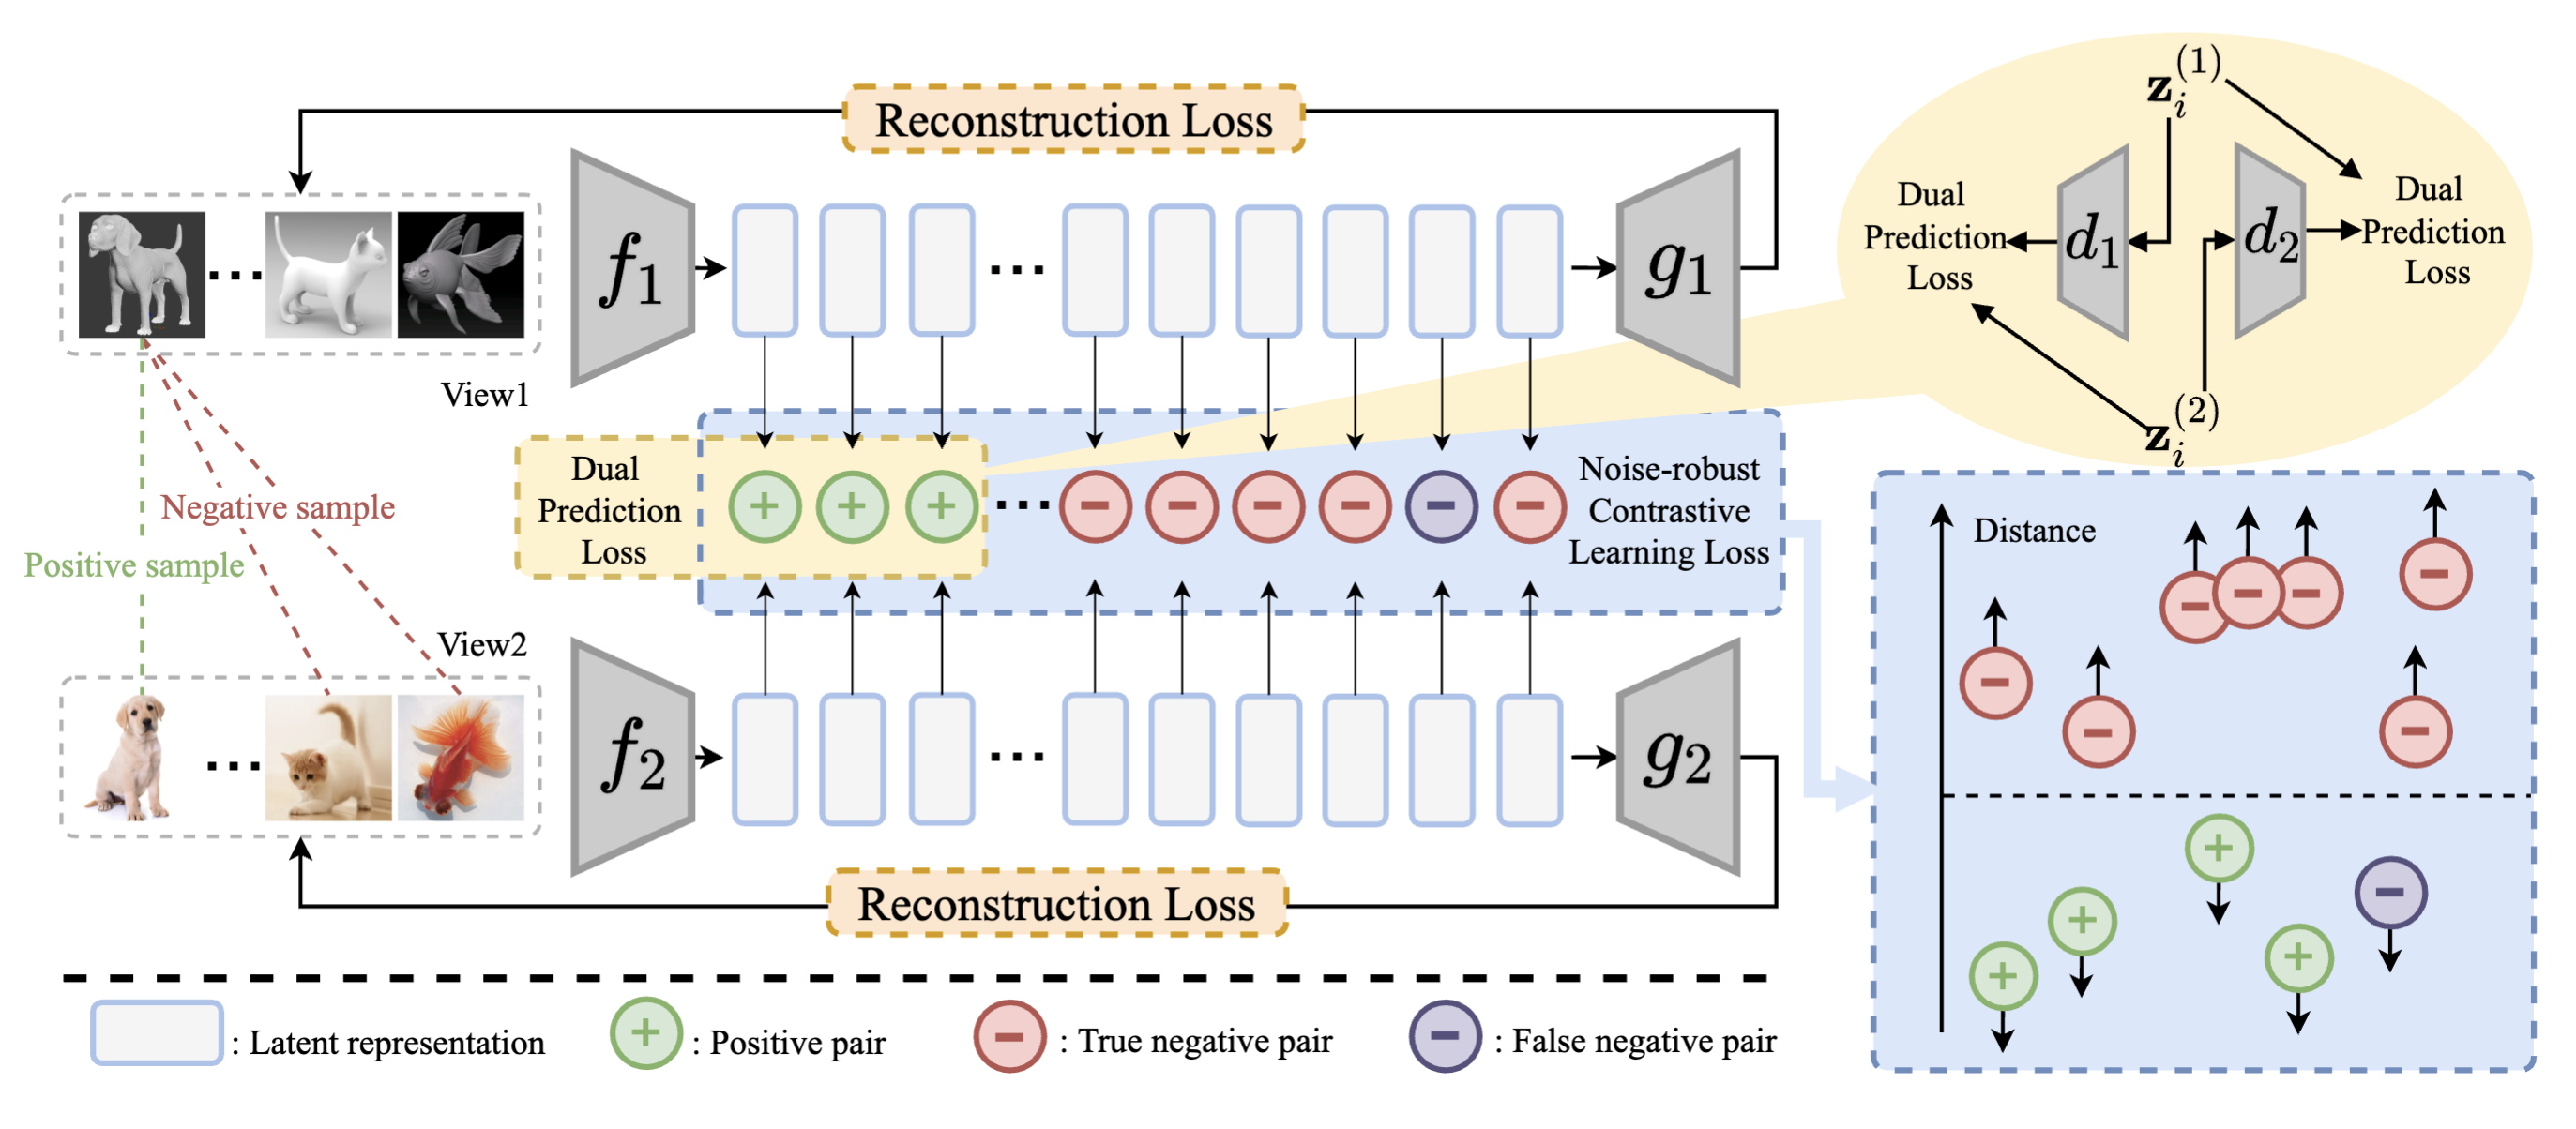 Reconstruction Loss
f₁
g₁
View1
Positive sample
Negative sample
View2
Dual
Prediction
Loss
+ + + ... − − − − − −
Noise-robust
Contrastive
Learning Loss
f₂
g₂
Reconstruction Loss
z_i^{(1)}
Dual
Prediction
Loss
d₁
d₂
Dual
Prediction
Loss
z_i^{(2)}
Distance
: Latent representation
: Positive pair
: True negative pair
: False negative pair